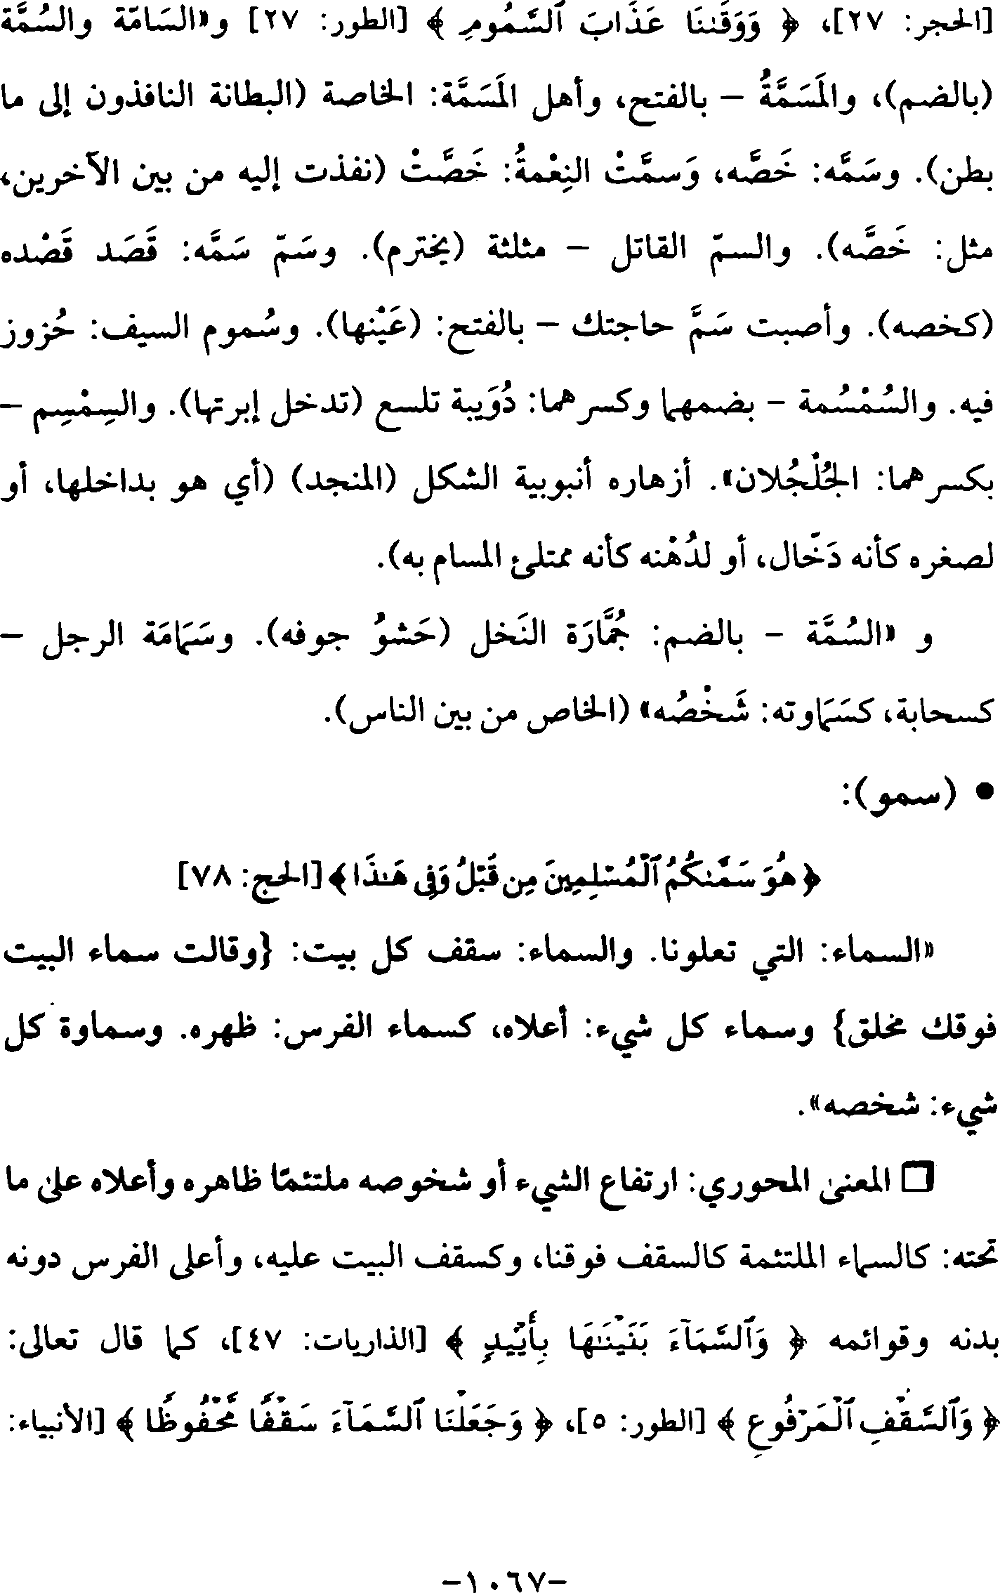 [الحجر: ٢٧]، ﴿ وَوَقَىٰنَا عَذَابَ ٱلسَّمُومِ ﴾ [الطور: ٢٧] و«السَامّة والسُمَّة
(بالضم)، والمَسَمَّةُ – بالفتح، وأهل المَسَمَّة: الخاصة (البطانة النافذون إلى ما
بطن). وسَمَّه: خَصَّه، وَسمَّتْ النِعْمةُ: خَصَّتْ (نفذت إليه من بين الآخرين،
مثل: خَصَّه). والسمّ القاتل – مثلثة (يخترم). وسَمّ سَمَّه: قَصَد قَصْده
(كخصه). وأصبت سَمَّ حاجتك – بالفتح: (عَيْنها). وسُموم السيف: حُزوز
فيه. والسُمْسُمة – بضمهما وكسرهما: دُوَيبة تلسع (تدخل إبرتها). والسِمْسِم –
بكسرهما: الجُلْجُلان». أزهاره أنبوبية الشكل (المنجد) (أي هو بداخلها، أو
لصغره كأنه دَخّال، أو لدُهْنه كأنه ممتلئ المسام به).
و «السُمَّة – بالضم: جُمَّارَة النَخل (حَشوُ جوفه). وسَمَامَة الرجل –
كسحابة، كسَمَاوته: شَخْصُه» (الخاص من بين الناس).
• (سمو):
﴿ هُوَ سَمَّىٰكُمُ ٱلْمُسْلِمِينَ مِن قَبْلُ وَفِى هَـٰذَا ﴾ [الحج: ٧٨]
«السماء: التي تعلونا. والسماء: سقف كل بيت: {وقالت سماء البيت
فوقك مخلق} وسماء كل شيء: أعلاه، كسماء الفرس: ظهره. وسماوة كل
شيء: شخصه».
❒ المعنىٰ المحوري: ارتفاع الشيء أو شخوصه ملتئمًا ظاهره وأعلاه علىٰ ما
تحته: كالسماء الملتئمة كالسقف فوقنا، وكسقف البيت عليه، وأعلى الفرس دونه
بدنه وقوائمه ﴿ وَٱلسَّمَآءَ بَنَيْنَـٰهَا بِأَيْي۟دٍ ﴾ [الذاريات: ٤٧]، كما قال تعالى:
﴿ وَٱلسَّقْفِ ٱلْمَرْفُوعِ ﴾ [الطور: ٥]، ﴿ وَجَعَلْنَا ٱلسَّمَآءَ سَقْفًا مَّحْفُوظًا ﴾ [الأنبياء:
–١٠٦٧–